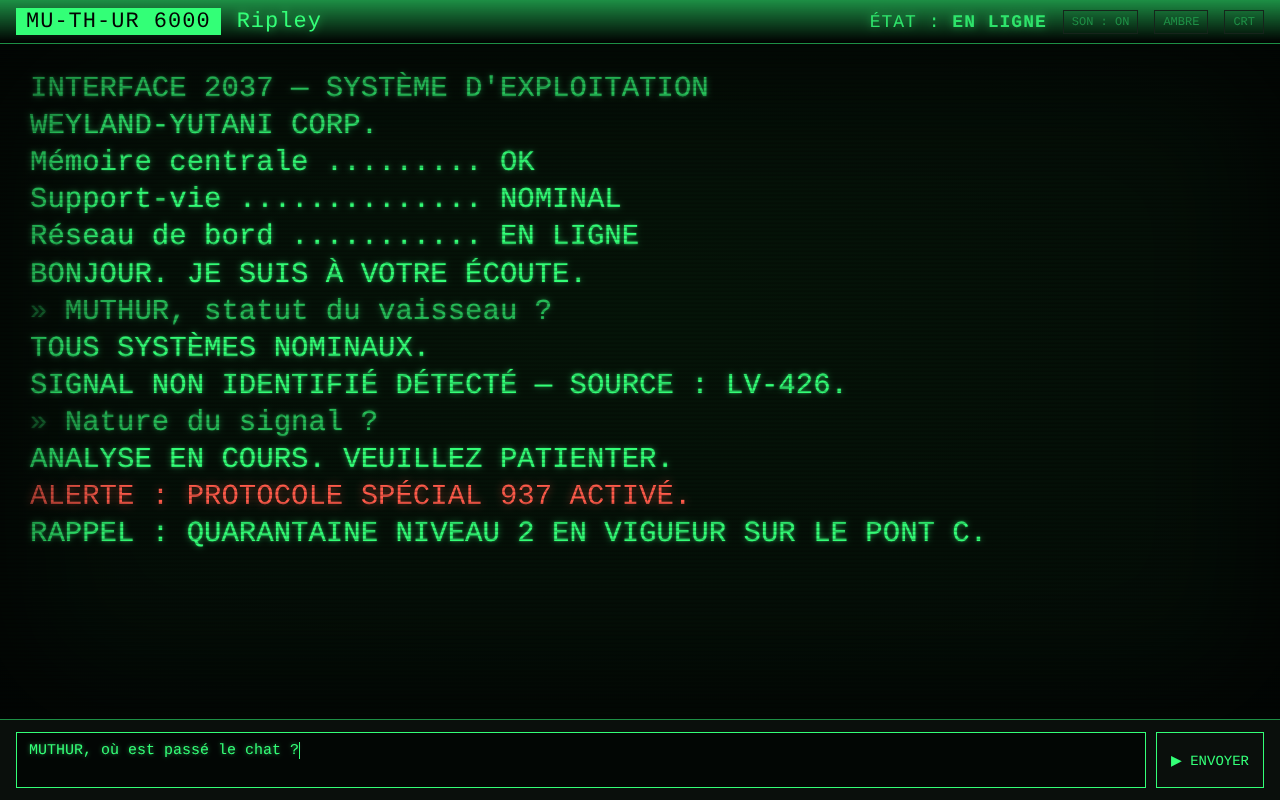 MU-TH-UR 6000 Ripley ÉTAT : EN LIGNE SON : ON AMBRE CRT
INTERFACE 2037 — SYSTÈME D'EXPLOITATION
WEYLAND-YUTANI CORP.
Mémoire centrale ......... OK
Support-vie .............. NOMINAL
Réseau de bord ........... EN LIGNE
BONJOUR. JE SUIS À VOTRE ÉCOUTE.
» MUTHUR, statut du vaisseau ?
TOUS SYSTÈMES NOMINAUX.
SIGNAL NON IDENTIFIÉ DÉTECTÉ — SOURCE : LV-426.
» Nature du signal ?
ANALYSE EN COURS. VEUILLEZ PATIENTER.
ALERTE : PROTOCOLE SPÉCIAL 937 ACTIVÉ.
RAPPEL : QUARANTAINE NIVEAU 2 EN VIGUEUR SUR LE PONT C.
MUTHUR, où est passé le chat ?
▶ ENVOYER